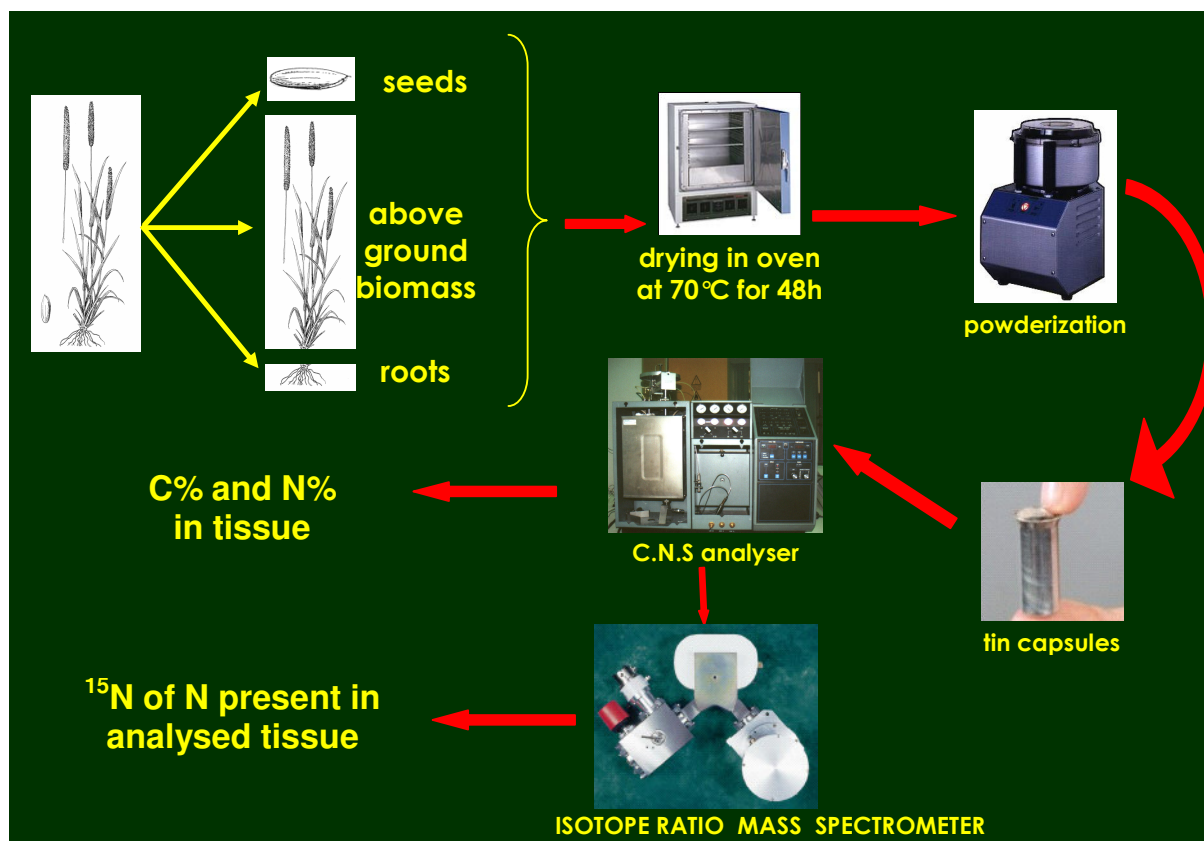 seeds
above
ground
biomass
roots
drying in oven
at 70°C for 48h
powderization
tin capsules
C.N.S analyser
C% and N%
in tissue
ISOTOPE RATIO MASS SPECTROMETER
¹⁵N of N present in
analysed tissue